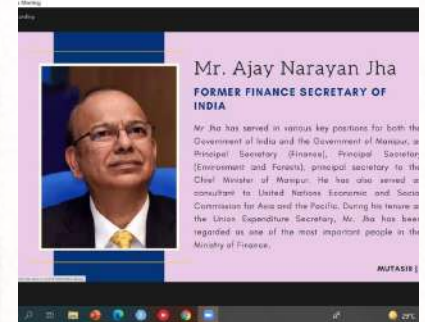 Mr. Ajay Narayan Jha
FORMER FINANCE SECRETARY OF
INDIA
Mr Jha has served in various key positions for both the
Government of India and the Government of Manipur, as
Principal Secretary (Finance), Principal Secretary
(Environment and Forests), principal secretary to the
Chief Minister of Manipur. He has also served as
consultant to United Nations Economic and Social
Commission for Asia and the Pacific. During his tenure as
the Union Expenditure Secretary, Mr. Jha has been
regarded as one of the most important people in the
Ministry of Finance.
MUTASIB |
29°C